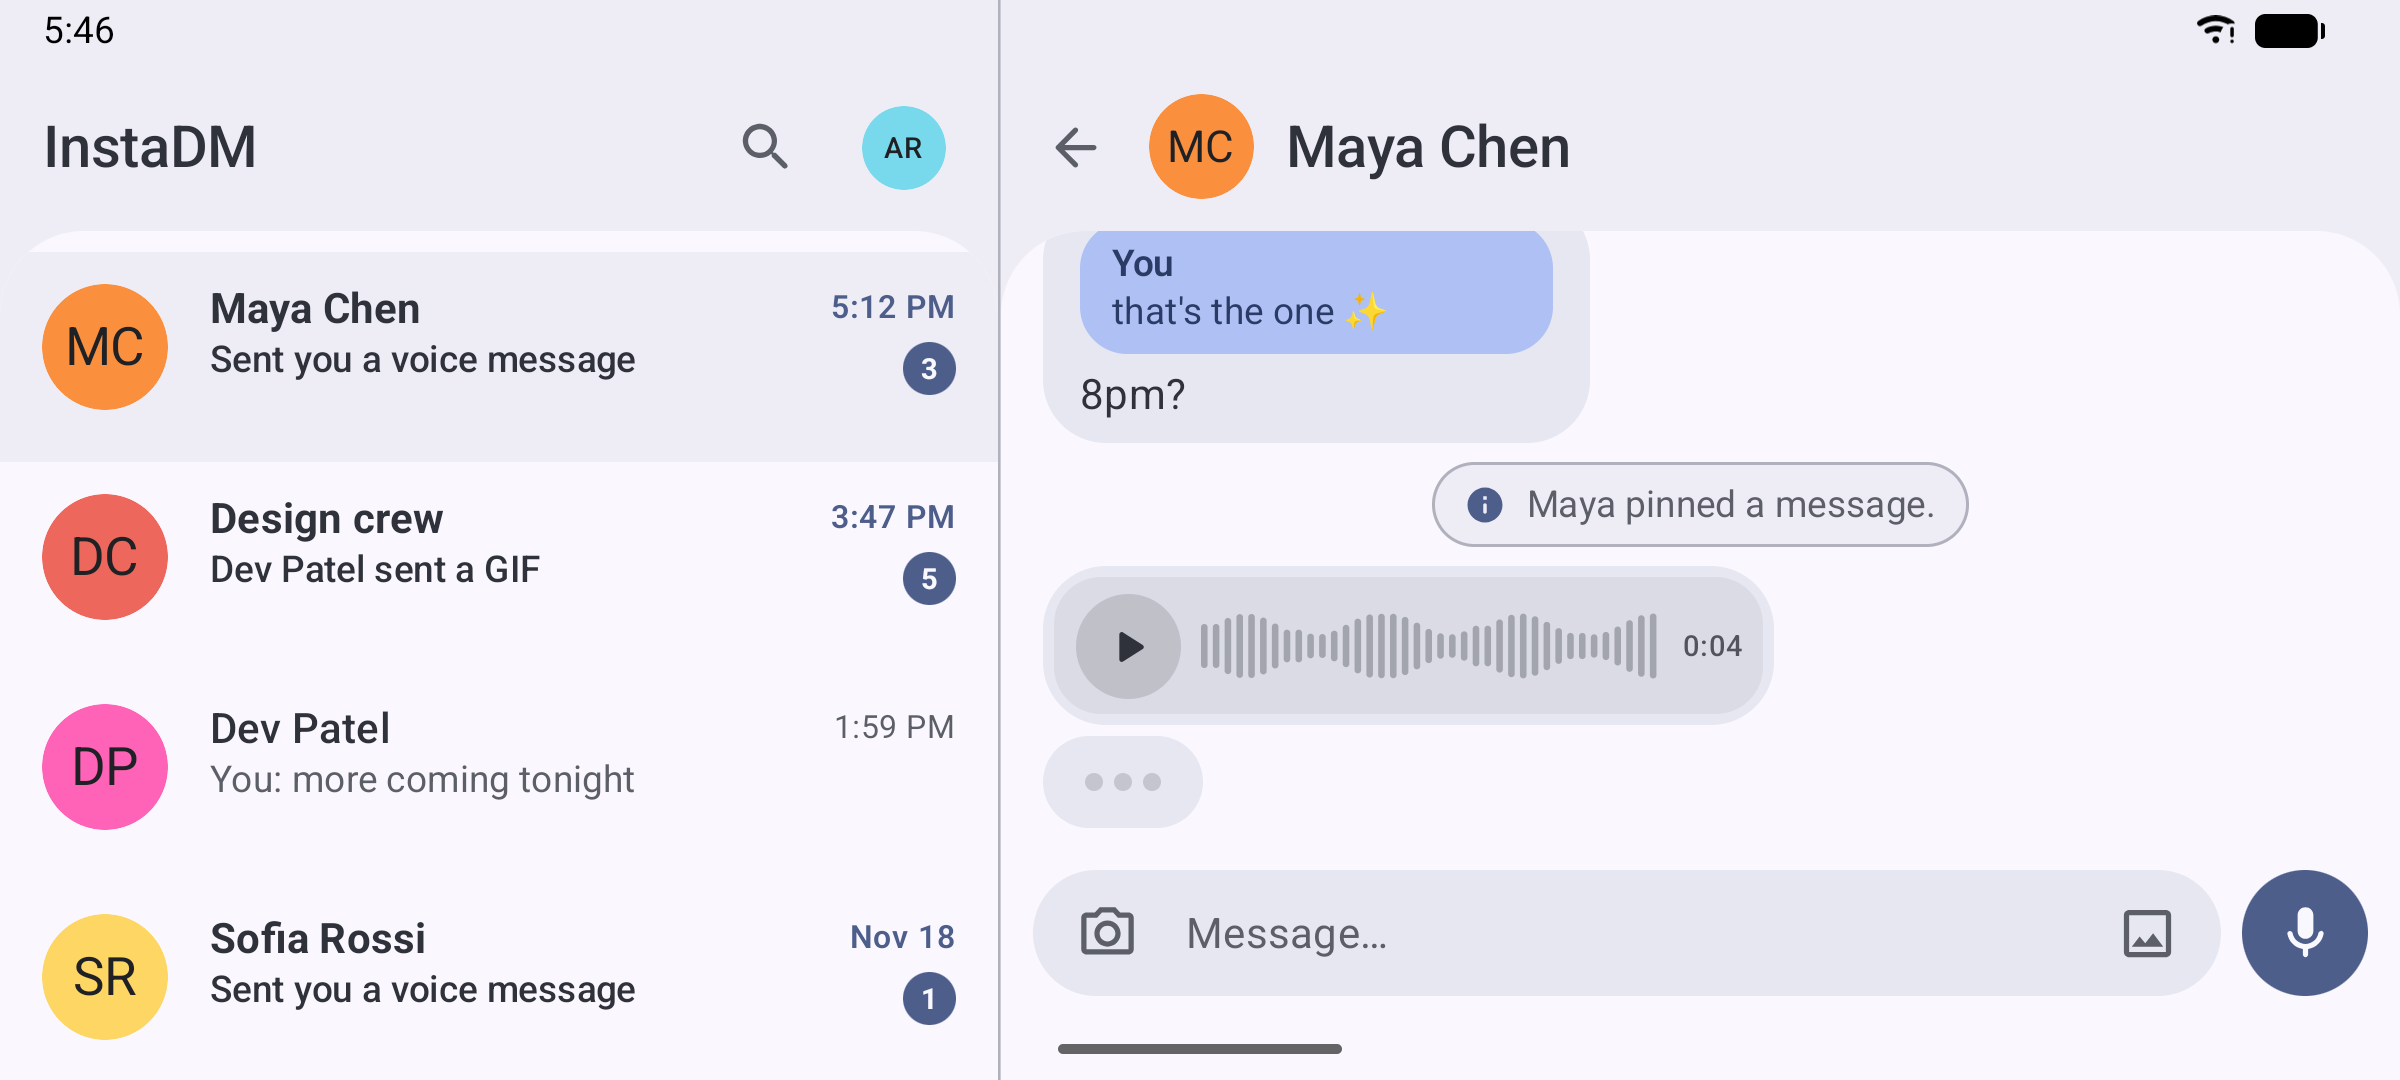 5:46
InstaDM
AR
MC
Maya Chen
5:12 PM
Sent you a voice message
3
DC
Design crew
3:47 PM
Dev Patel sent a GIF
5
DP
Dev Patel
1:59 PM
You: more coming tonight
SR
Sofia Rossi
Nov 18
Sent you a voice message
1
MC
Maya Chen
You
that's the one ✨
8pm?
Maya pinned a message.
0:04
Message…